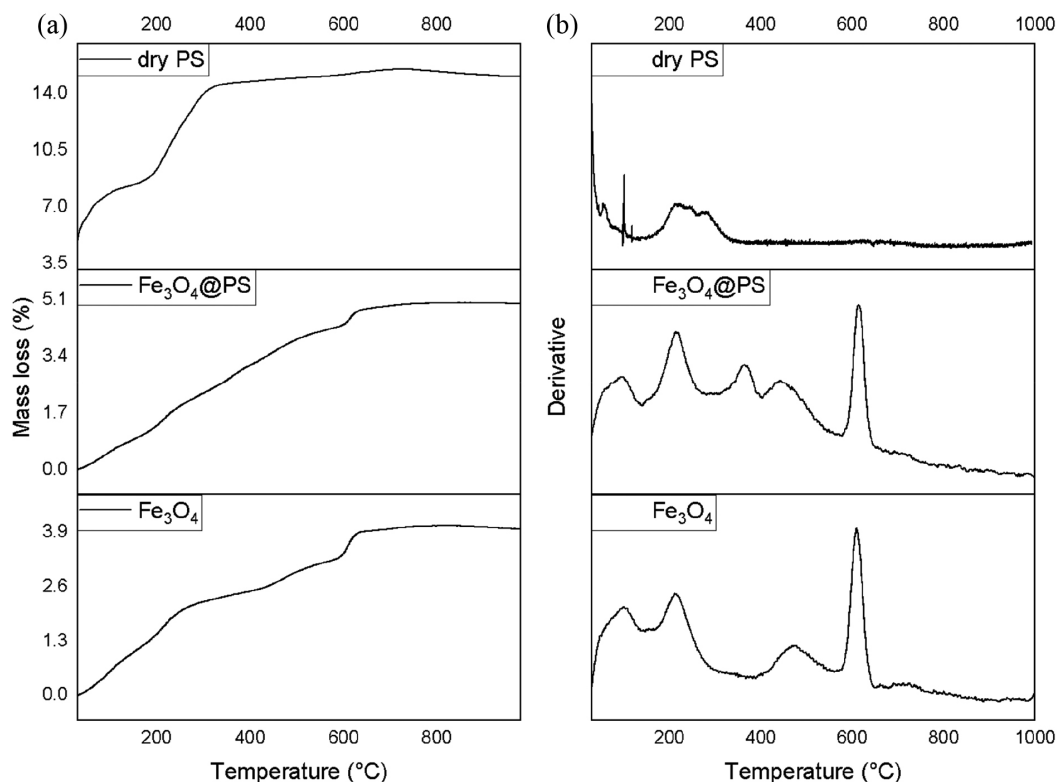 (a)
200 400 600 800
dry PS
14.0
10.5
7.0
3.5
Fe₃O₄@PS
5.1
3.4
1.7
0.0
Fe₃O₄
3.9
2.6
1.3
0.0
Mass loss (%)
200 400 600 800
Temperature (°C)
(b)
200 400 600 800 1000
dry PS
Fe₃O₄@PS
Fe₃O₄
Derivative
200 400 600 800 1000
Temperature (°C)